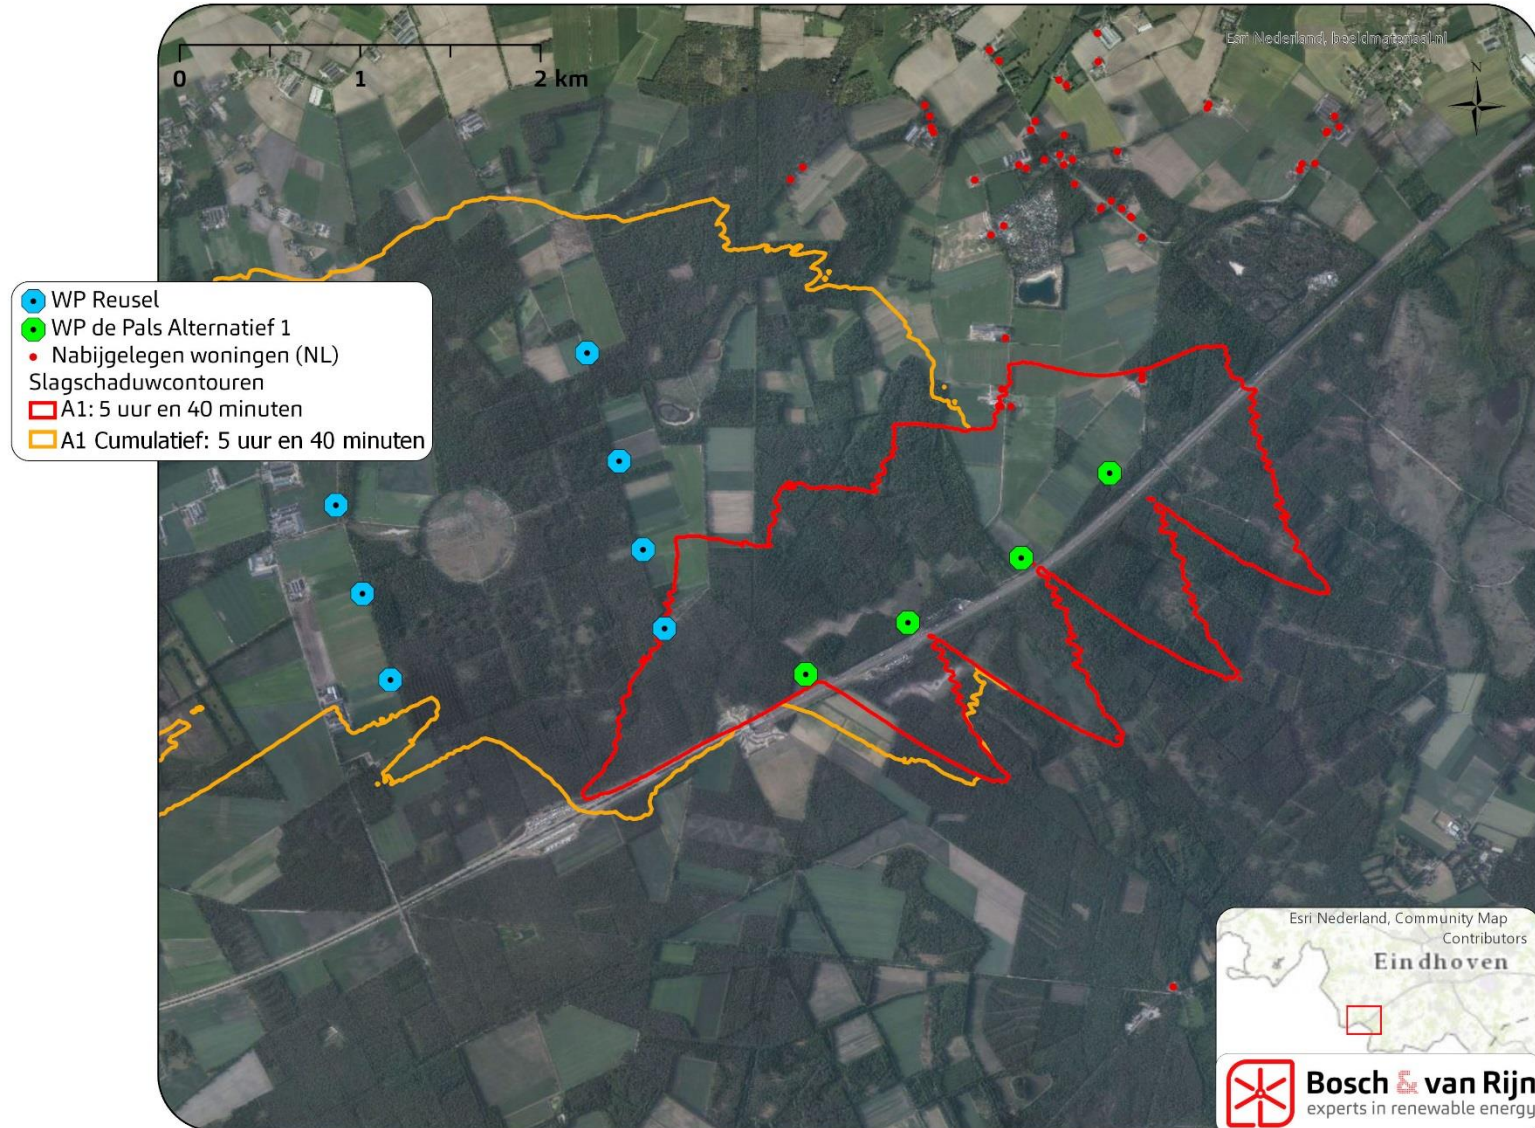 Esri Nederland, beeldmateriaal.nl
0 1 2 km
N
WP Reusel
WP de Pals Alternatief 1
Nabijgelegen woningen (NL)
Slagschaduwcontouren
A1: 5 uur en 40 minuten
A1 Cumulatief: 5 uur en 40 minuten
Esri Nederland, Community Map
Contributors
Eindhoven
Bosch & van Rijn
experts in renewable energy